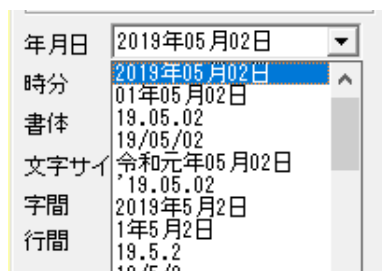 年月日 2019年05月02日
時分 2019年05月02日
01年05月02日
書体 19.05.02
19/05/02
文字サイ 令和元年05月02日
'19.05.02
字間 2019年5月2日
1年5月2日
行間 19.5.2